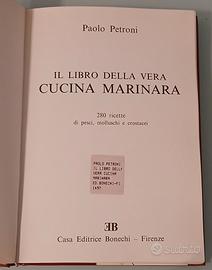 Paolo Petroni
IL LIBRO DELLA VERA
CUCINA MARINARA
280 ricette
di pesci, molluschi e crostacei
PAOLO PETRONI
IL LIBRO DELLA
VERA CUCINA
MARINARA
ED. BONECHI-FI
Casa Editrice Bonechi – Firenze
Subito